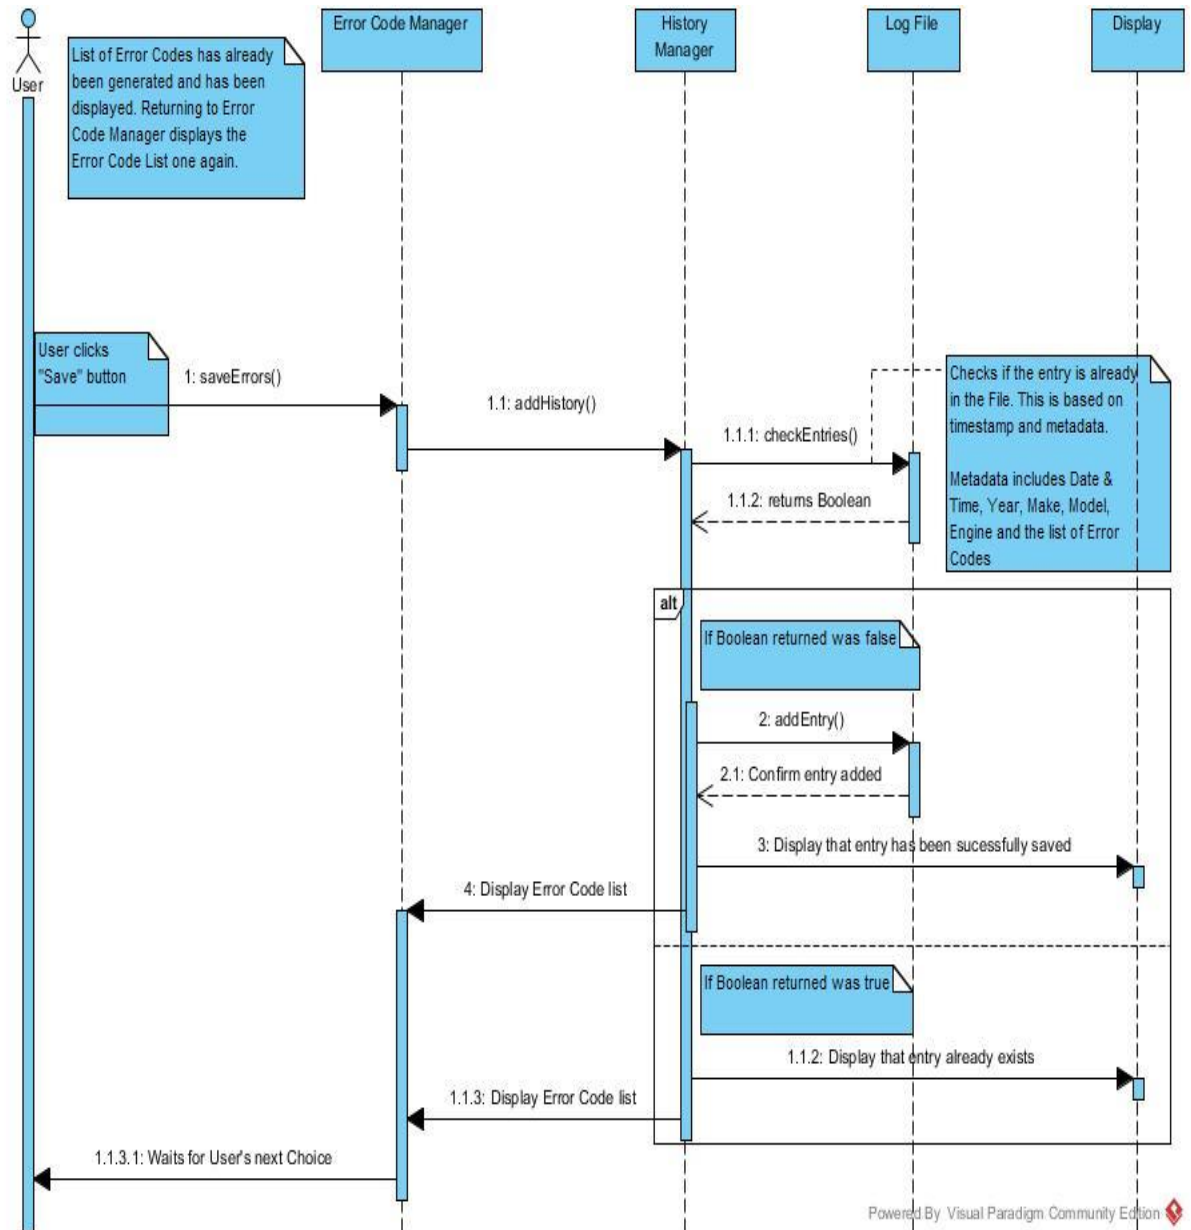 Error Code Manager
History
Manager
Log File
Display
User
List of Error Codes has already
been generated and has been
displayed. Returning to Error
Code Manager displays the
Error Code List one again.
User clicks
"Save" button
1: saveErrors()
1.1: addHistory()
1.1.1: checkEntries()
Checks if the entry is already
in the File. This is based on
timestamp and metadata.
Metadata includes Date &
Time, Year, Make, Model,
Engine and the list of Error
Codes
1.1.2: returns Boolean
alt
If Boolean returned was false
2: addEntry()
2.1: Confirm entry added
3: Display that entry has been sucessfully saved
4: Display Error Code list
If Boolean returned was true
1.1.2: Display that entry already exists
1.1.3: Display Error Code list
1.1.3.1: Waits for User's next Choice
Powered By Visual Paradigm Community Edition